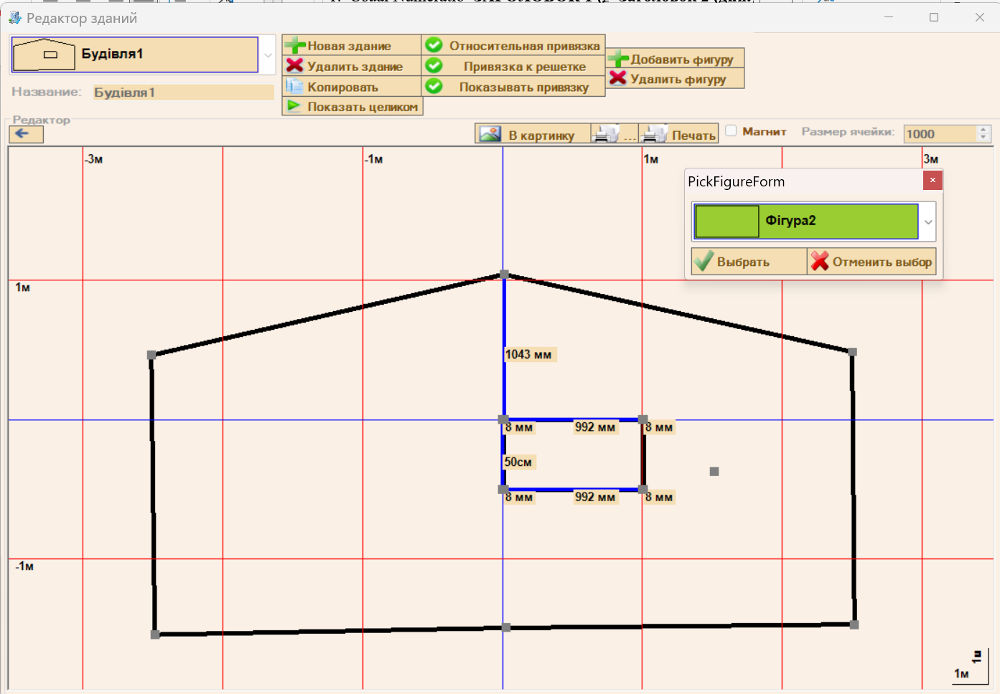 Редактор зданий
Будівля1
Название: Будівля1
Новая здание
Удалить здание
Копировать
Показать целиком
Относительная привязка
Привязка к решетке
Показывать привязку
Добавить фигуру
Удалить фигуру
Редактор
В картинку
...
Печать
Магнит
Размер ячейки: 1000
-3м
-1м
1м
3м
PickFigureForm
Фігура2
Выбрать
Отменить выбор
1м
1043 мм
8 мм
992 мм
8 мм
50см
8 мм
992 мм
8 мм
-1м
1м
1м